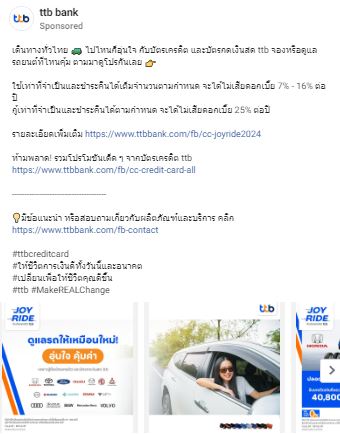 ttb bank
Sponsored
เดินทางทั่วไทย 🚙 ไปไหนก็อุ่นใจ กับบัตรเครดิต และบัตรกดเงินสด ttb จองหรือดูแล
รถยนต์ที่ไหนคุ้ม ตามมาดูโปรกันเลย 👉
ใช้เท่าที่จำเป็นและชำระคืนได้เต็มจำนวนตามกำหนด จะได้ไม่เสียดอกเบี้ย 7% - 16% ต่อ
ปี
กู้เท่าที่จำเป็นและชำระคืนได้ตามกำหนด จะได้ไม่เสียดอกเบี้ย 25% ต่อปี
รายละเอียดเพิ่มเติม https://www.ttbbank.com/fb/cc-joyride2024
ห้ามพลาด! รวมโปรโมชันเด็ด ๆ จากบัตรเครดิต ttb
https://www.ttbbank.com/fb/cc-credit-card-all
------------------------------------
💡มีข้อแนะนำ หรือสอบถามเกี่ยวกับผลิตภัณฑ์และบริการ คลิก
https://www.ttbbank.com/fb-contact
#ttbcreditcard
#ให้ชีวิตการเงินดีทั้งวันนี้และอนาคต
#เปลี่ยนเพื่อให้ชีวิตคุณดีขึ้น
#ttb #MakeREALChange
JOY
RIDE
ดูแลรถให้เหมือนใหม่!
อุ่นใจ คุ้มค่า
HONDA
VOLVO
ttb
JOY
RIDE
HONDA
40,800